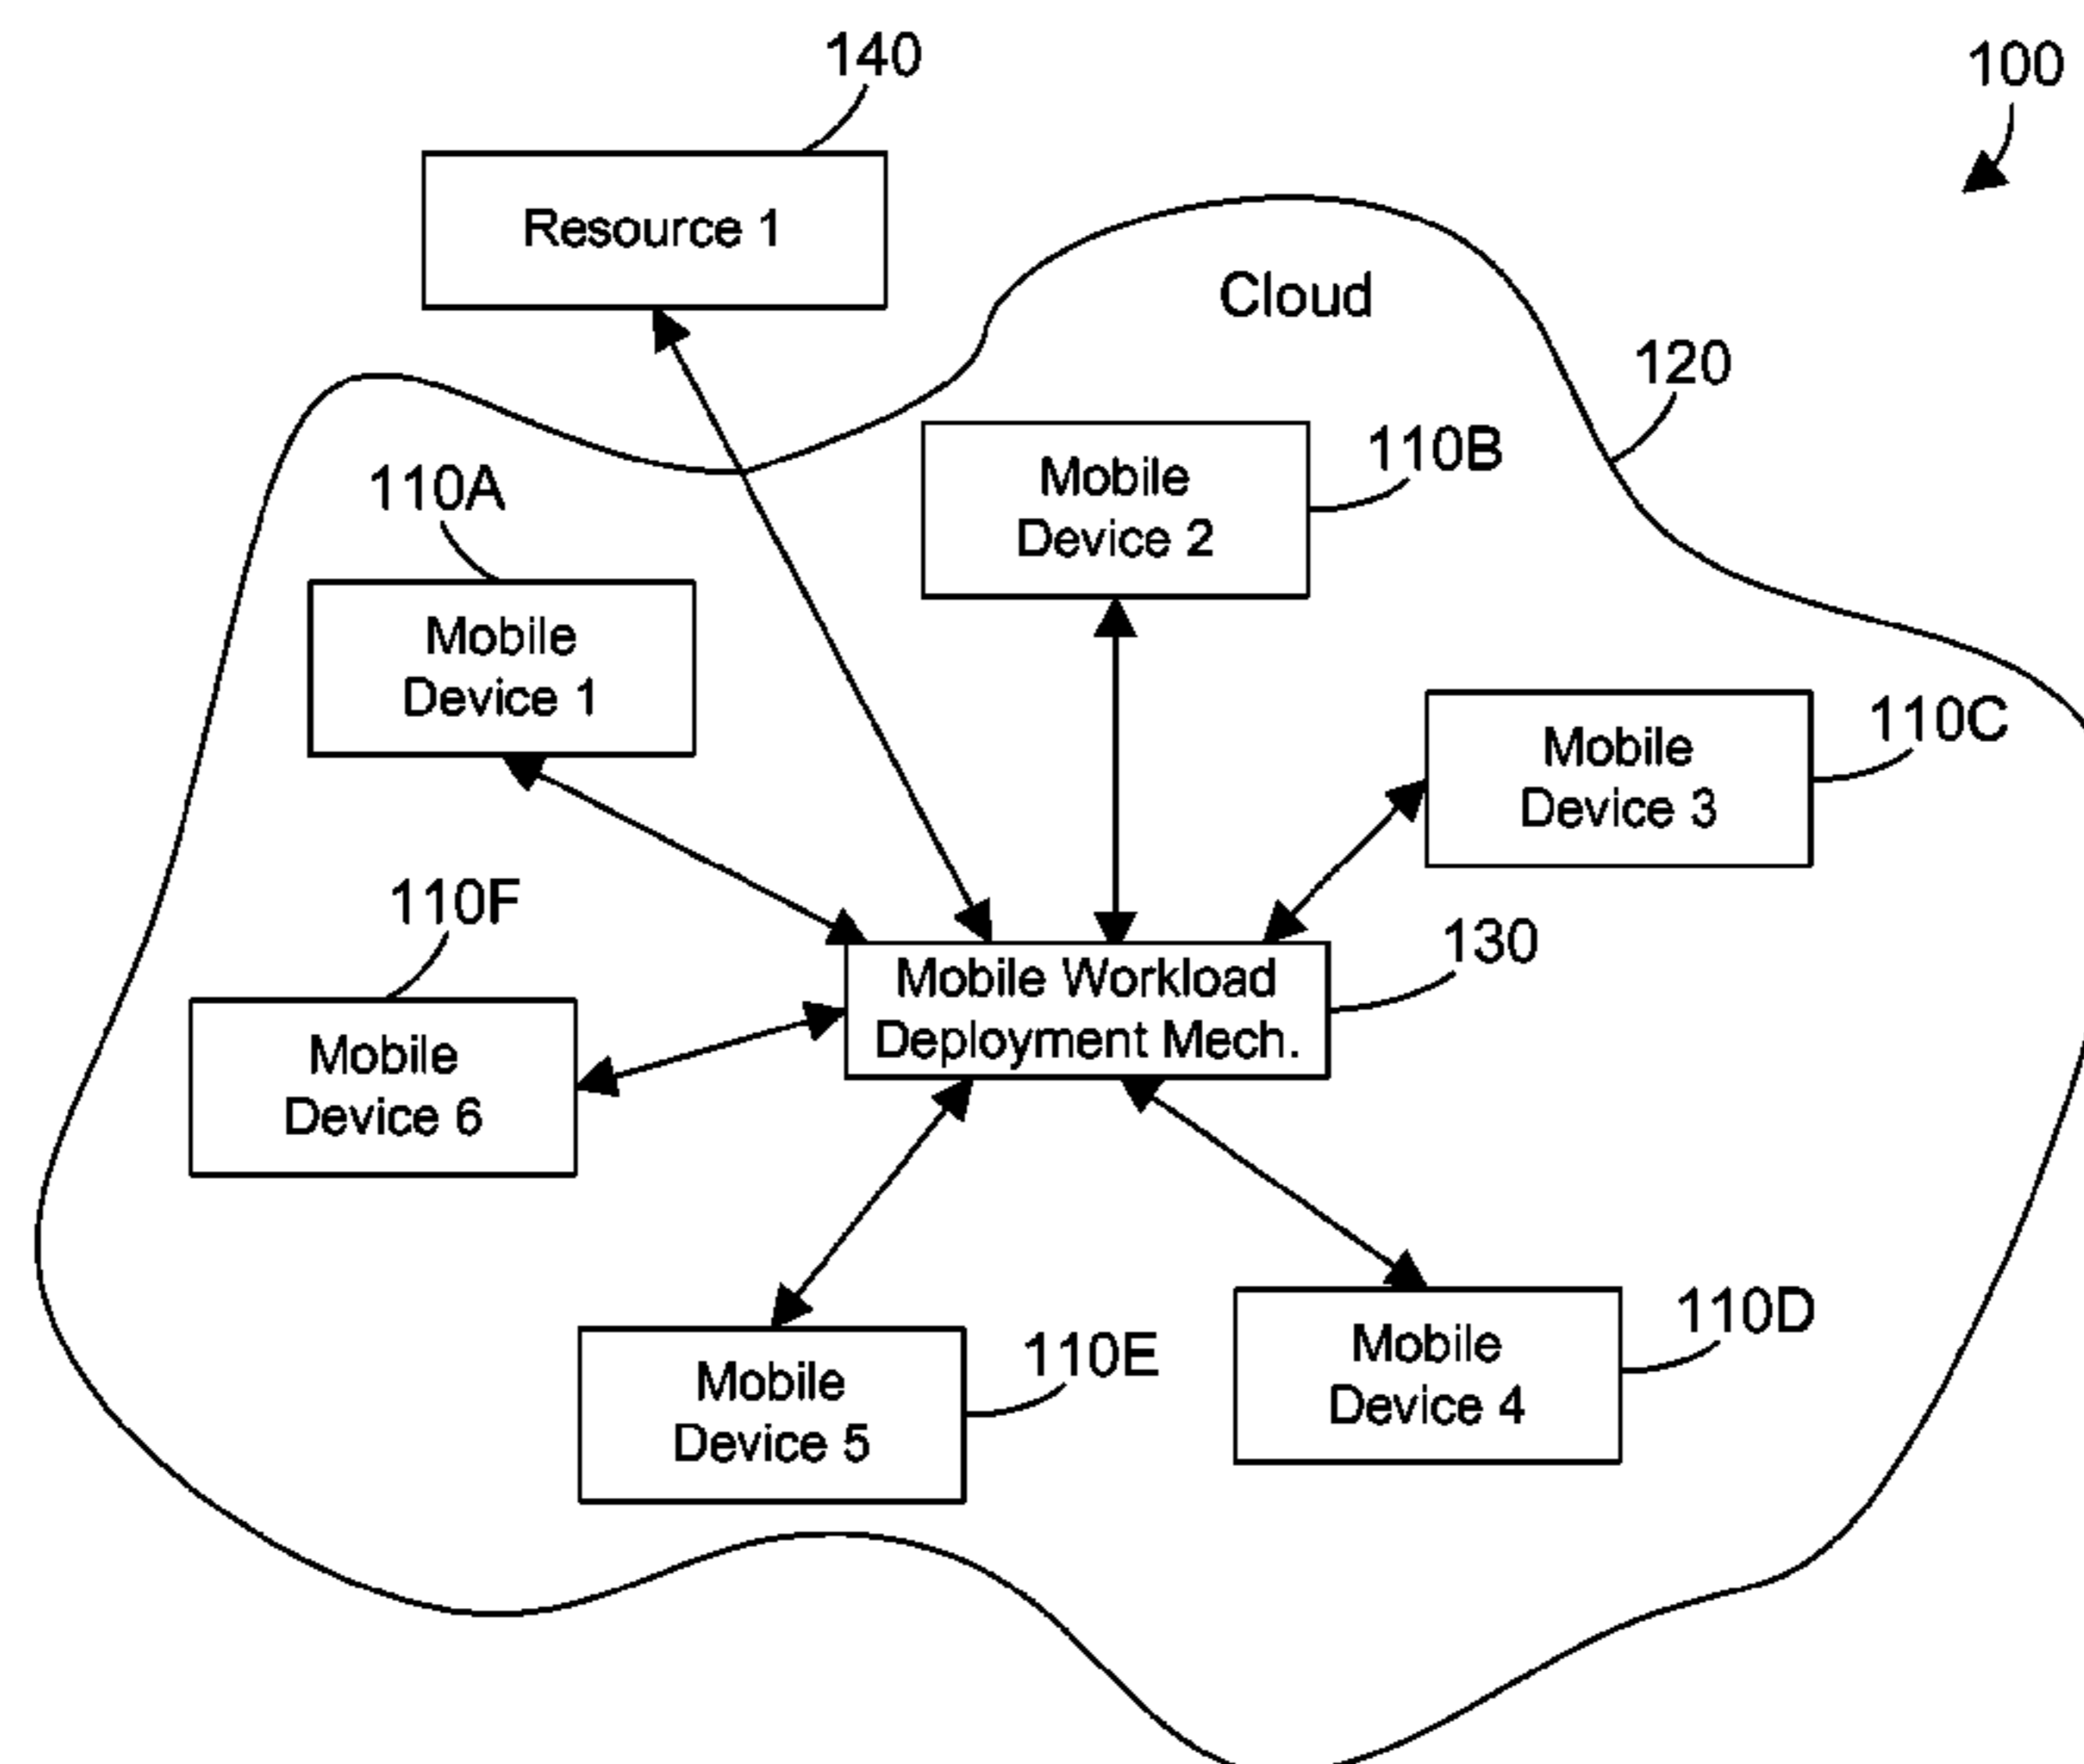 140
100
Resource 1
Cloud
120
110B
Mobile
Device 2
110A
Mobile
Device 1
110C
Mobile
Device 3
110F
130
Mobile Workload
Deployment Mech.
Mobile
Device 6
110D
Mobile
Device 4
110E
Mobile
Device 5